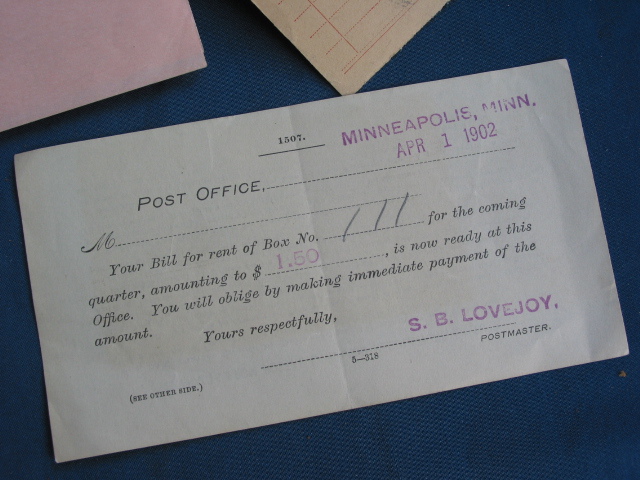 1507.
MINNEAPOLIS, MINN.
APR 1 1902
POST OFFICE,
M
Your Bill for rent of Box No. 111 for the coming
quarter, amounting to $ 1.50, is now ready at this
Office. You will oblige by making immediate payment of the
amount. Yours respectfully,
S. B. LOVEJOY,
POSTMASTER.
5—318
(SEE OTHER SIDE.)